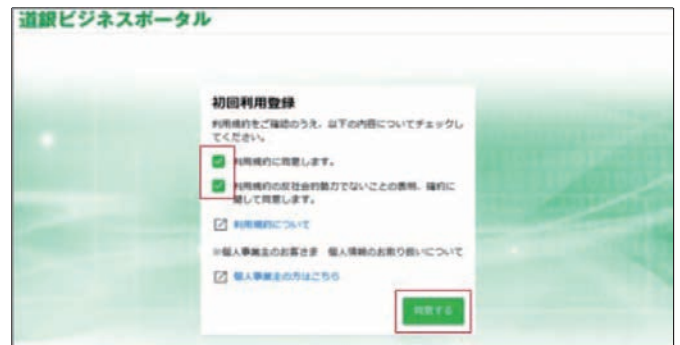 道銀ビジネスポータル
初回利用登録
利用規約をご確認のうえ、以下の内容についてチェックし
てください。
利用規約に同意します。
利用規約の反社会的勢力でないことの表明、確約に
関して同意します。
利用規約について
※個人事業主のお客さま 個人情報のお取り扱いについて
個人事業主の方はこちら
同意する